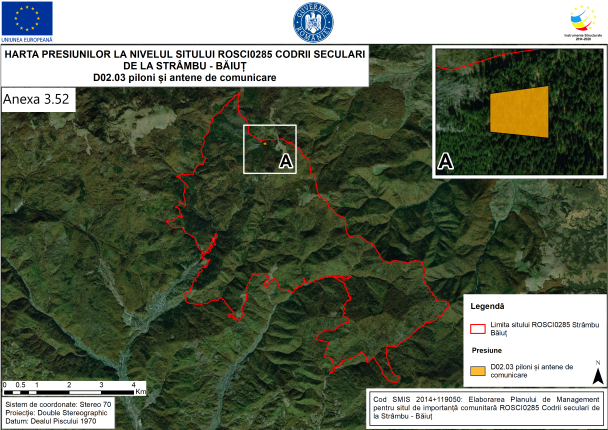 UNIUNEA EUROPEANĂ
GUVERNUL ROMÂNIEI
Instrumente Structurale
2014-2020
HARTA PRESIUNILOR LA NIVELUL SITULUI ROSCI0285 CODRII SECULARI
DE LA STRÂMBU - BĂIUȚ
D02.03 piloni și antene de comunicare
Anexa 3.52
A
A
Legendă
Limita sitului ROSCI0285 Strâmbu
Băiuț
Presiune
D02.03 piloni și antene de
comunicare
N
0 0.5 1 2 3 4
Km
Sistem de coordonate: Stereo 70
Proiecție: Double Stereographic
Datum: Dealul Piscului 1970
Cod SMIS 2014+119050: Elaborarea Planului de Management
pentru situl de importanță comunitară ROSCI0285 Codrii seculari de
la Strâmbu - Băiuț